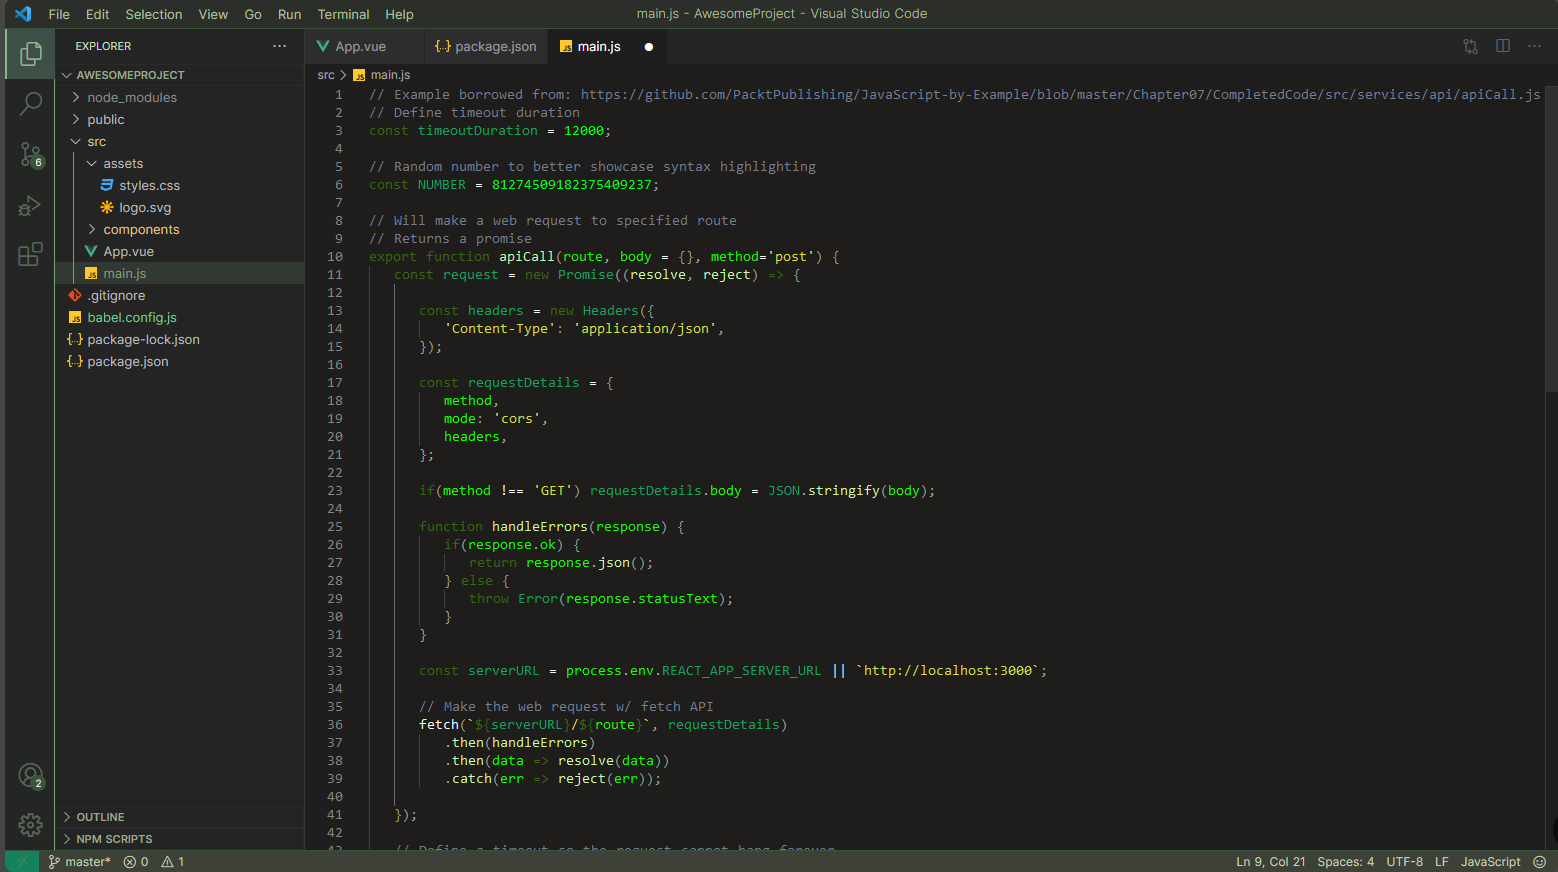 File Edit Selection View Go Run Terminal Help
main.js - AwesomeProject - Visual Studio Code
EXPLORER
AWESOMEPROJECT
node_modules
public
src
assets
styles.css
logo.svg
components
App.vue
main.js
.gitignore
babel.config.js
package-lock.json
package.json
OUTLINE
NPM SCRIPTS
6
2
App.vue
package.json
main.js
src > main.js
1 // Example borrowed from: https://github.com/PacktPublishing/JavaScript-by-Example/blob/master/Chapter07/CompletedCode/src/services/api/apiCall.js
2 // Define timeout duration
3 const timeoutDuration = 12000;
4
5 // Random number to better showcase syntax highlighting
6 const NUMBER = 81274509182375409237;
7
8 // Will make a web request to specified route
9 // Returns a promise
10 export function apiCall(route, body = {}, method='post') {
11 const request = new Promise((resolve, reject) => {
12
13 const headers = new Headers({
14 'Content-Type': 'application/json',
15 });
16
17 const requestDetails = {
18 method,
19 mode: 'cors',
20 headers,
21 };
22
23 if(method !== 'GET') requestDetails.body = JSON.stringify(body);
24
25 function handleErrors(response) {
26 if(response.ok) {
27 return response.json();
28 } else {
29 throw Error(response.statusText);
30 }
31 }
32
33 const serverURL = process.env.REACT_APP_SERVER_URL || `http://localhost:3000`;
34
35 // Make the web request w/ fetch API
36 fetch(`${serverURL}/${route}`, requestDetails)
37 .then(handleErrors)
38 .then(data => resolve(data))
39 .catch(err => reject(err));
40
41 });
42
43 // Define a timeout so the request cannot hang forever
master* 0 1
Ln 9, Col 21 Spaces: 4 UTF-8 LF JavaScript